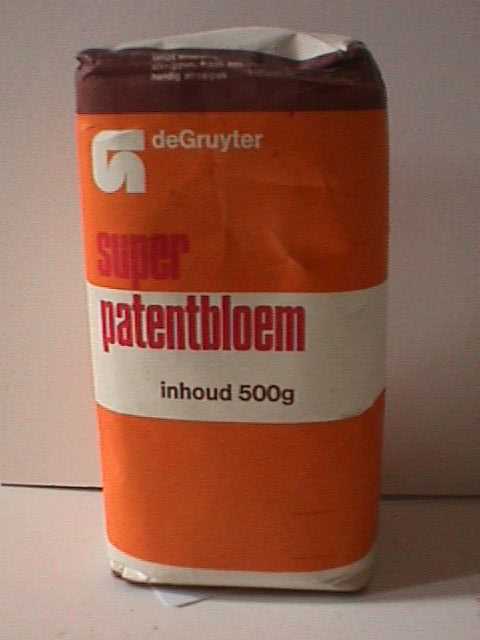 deGruyter
super
patentbloem
inhoud 500g